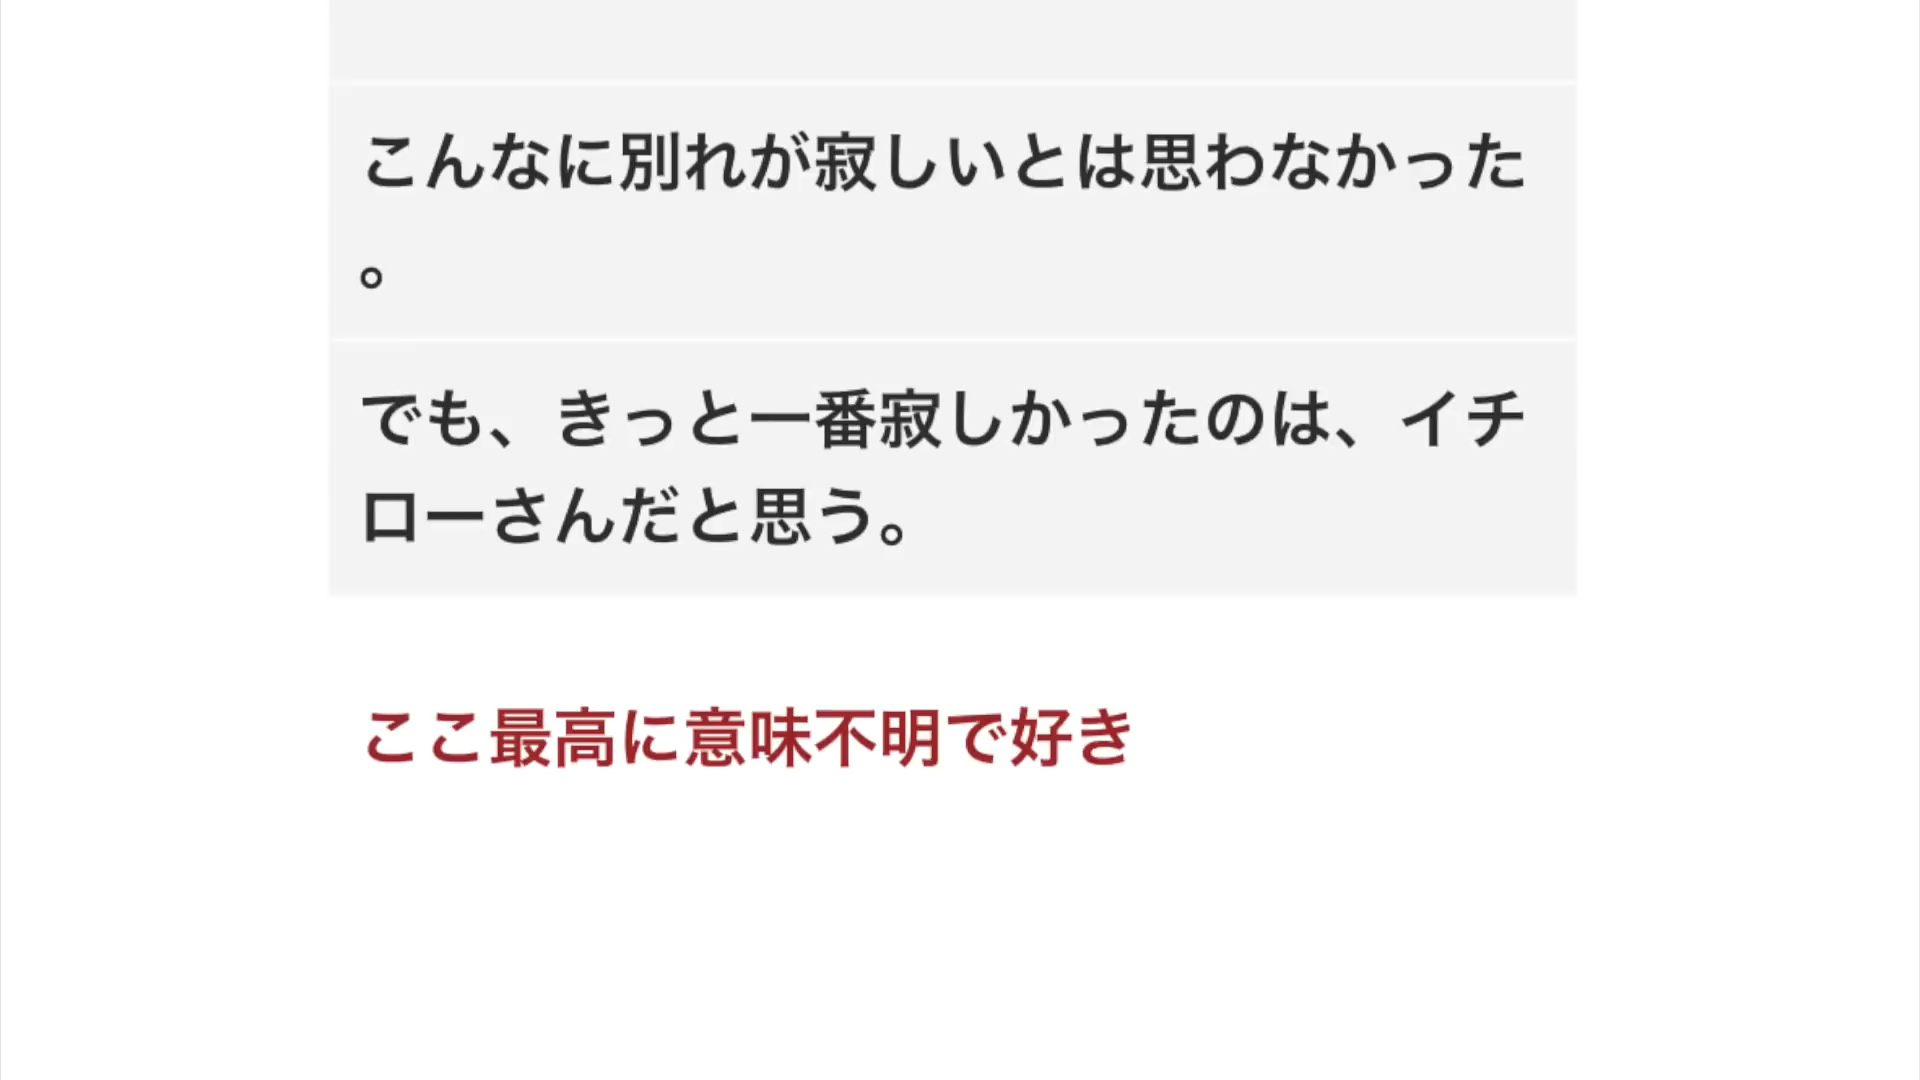 こんなに別れが寂しいとは思わなかった
。
でも、きっと一番寂しかったのは、イチ
ローさんだと思う。
ここ最高に意味不明で好き